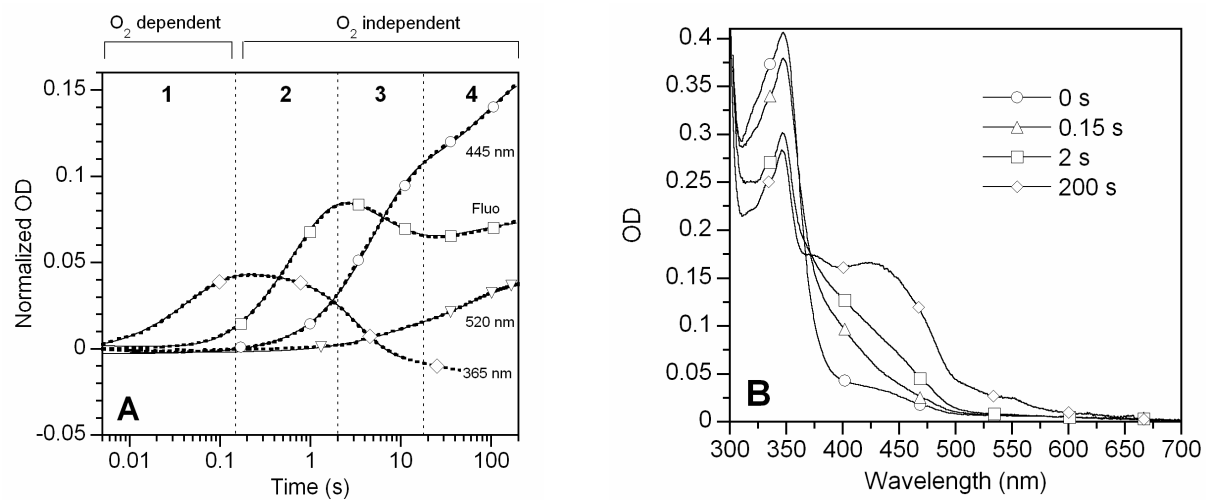 O2 dependent
O2 independent
1
2
3
4
0.15
0.1
0.05
0
-0.05
Normalized OD
445 nm
Fluo
520 nm
365 nm
A
0.01
0.1
1
10
100
Time (s)
0.4
0.35
0.3
0.25
0.2
0.15
0.1
0.05
0
OD
0 s
0.15 s
2 s
200 s
B
300
350
400
450
500
550
600
650
700
Wavelength (nm)